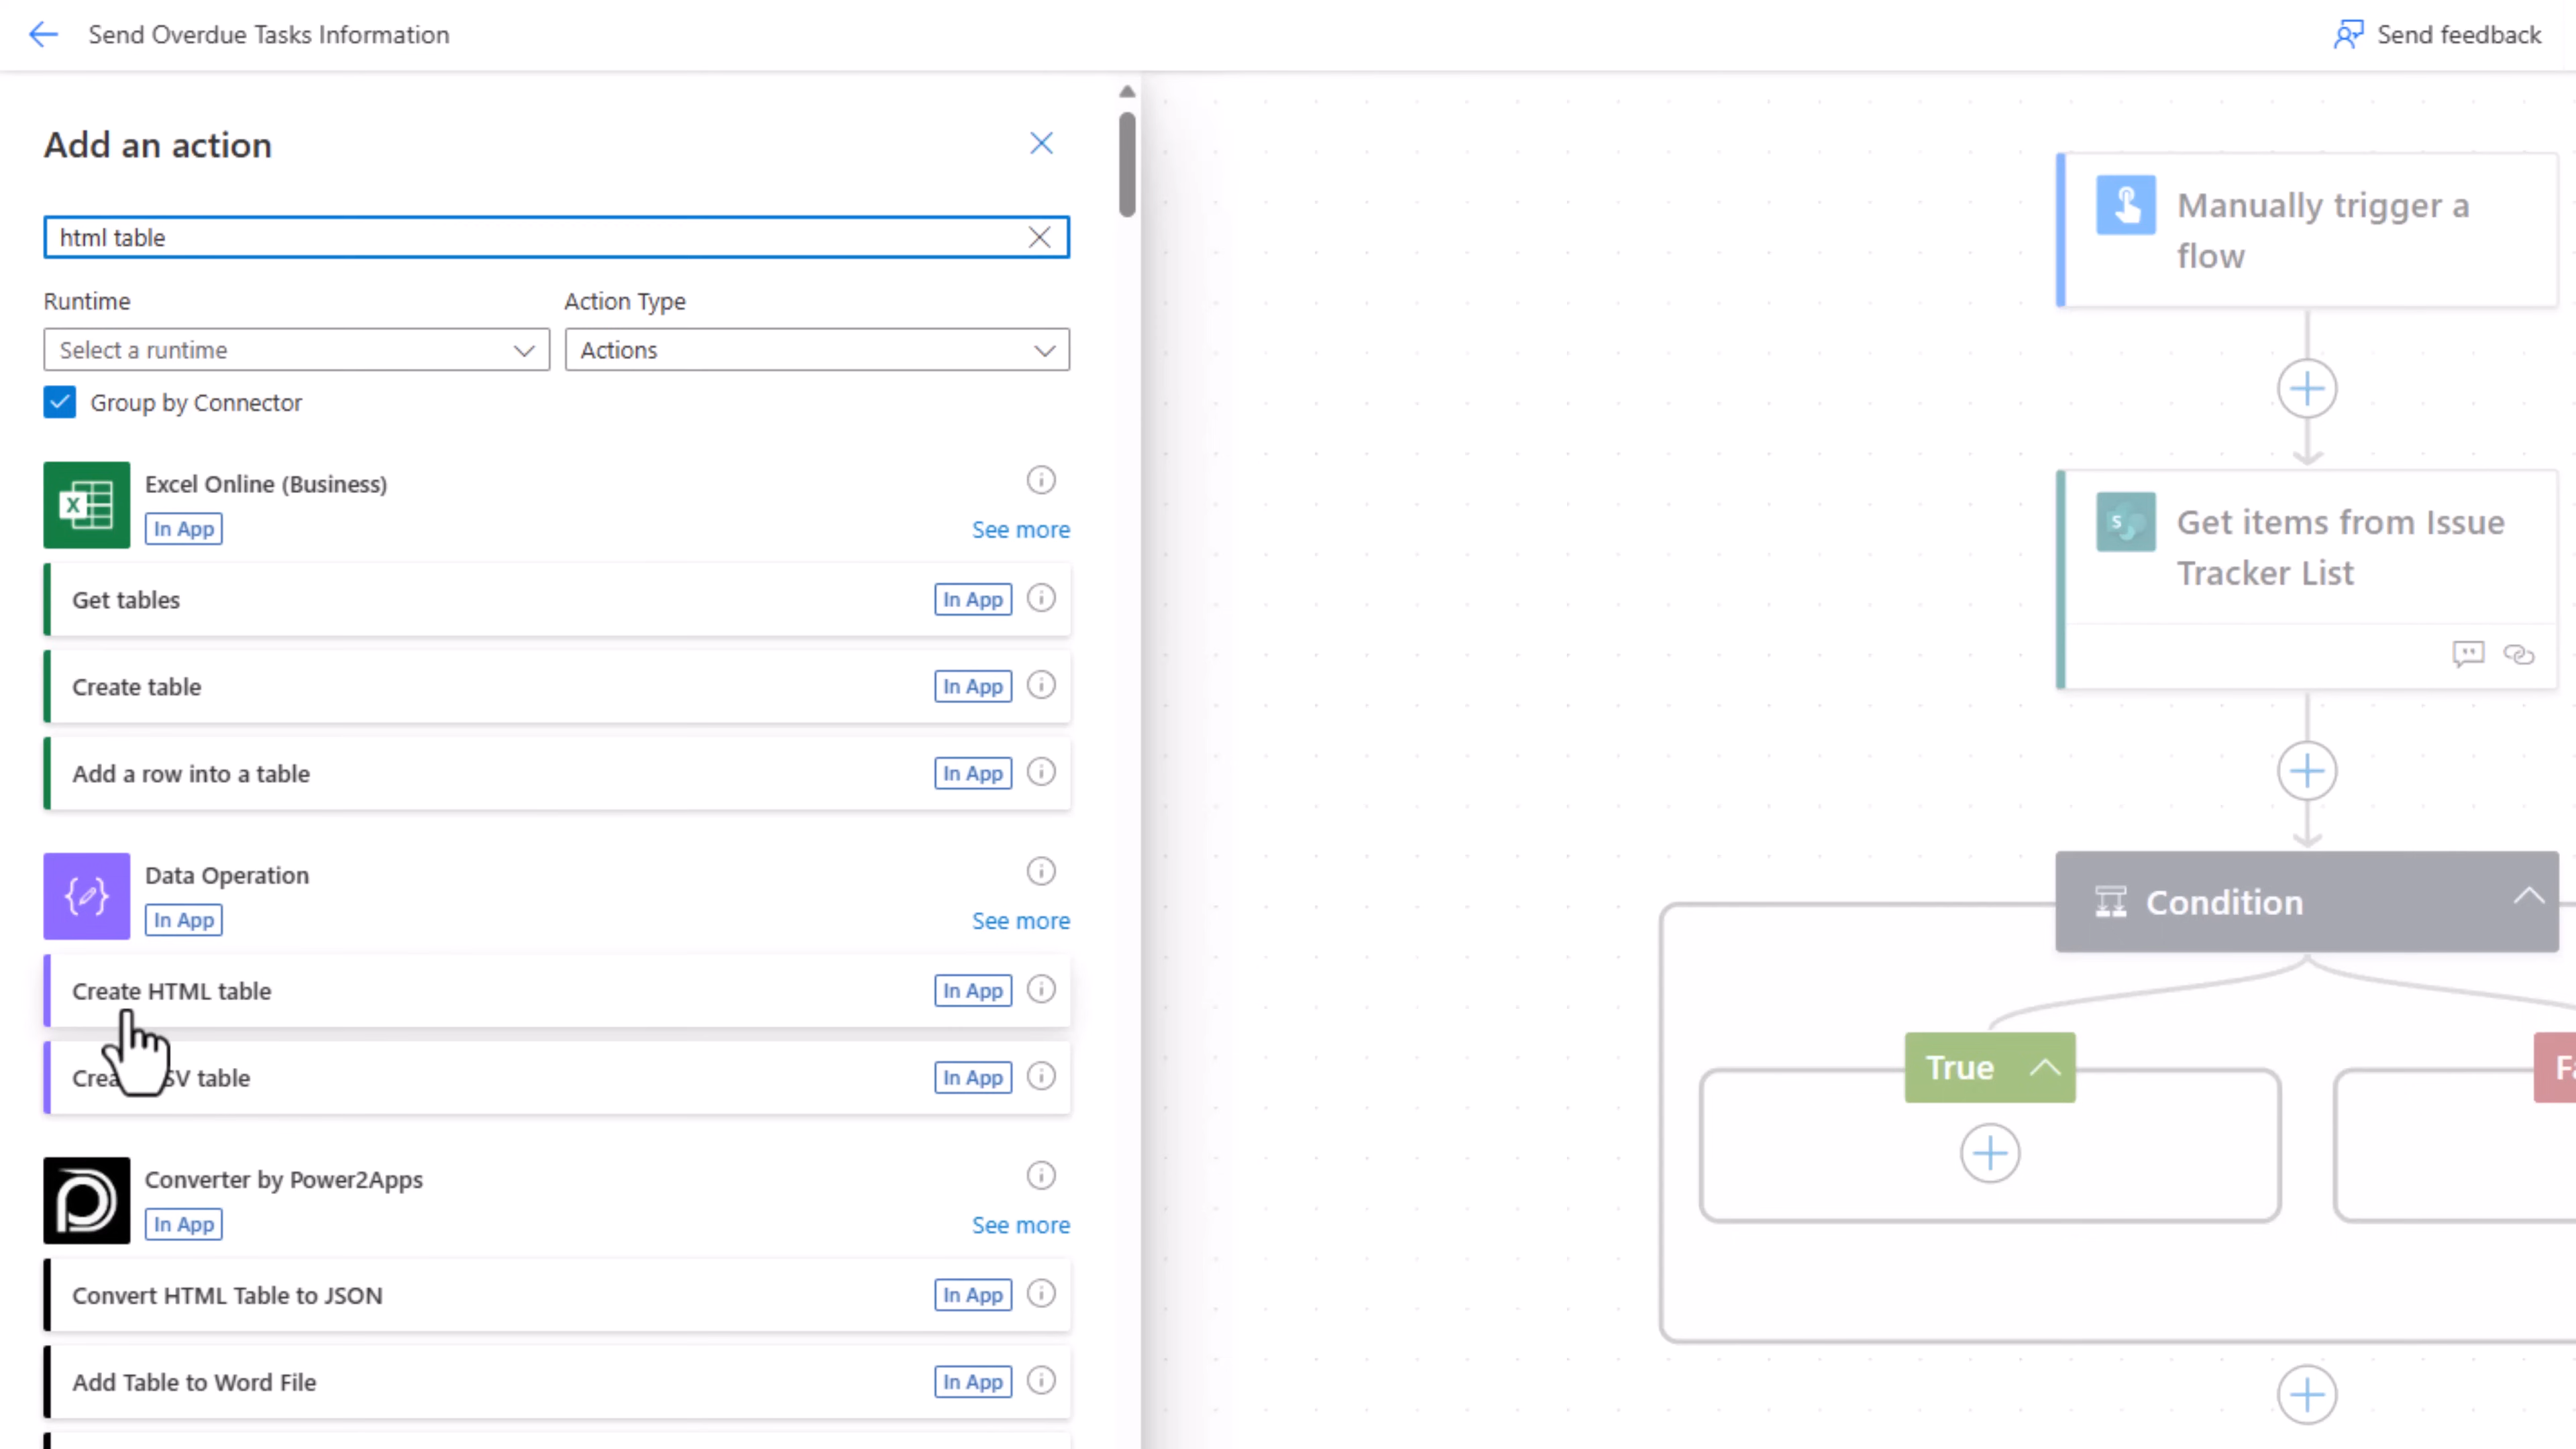 Send Overdue Tasks Information
Send feedback
Add an action
html table
Runtime
Action Type
Select a runtime
Actions
Group by Connector
Excel Online (Business)
In App
See more
Get tables
In App
Create table
In App
Add a row into a table
In App
Data Operation
In App
See more
Create HTML table
In App
table
In App
Converter by Power2Apps
In App
See more
Convert HTML Table to JSON
In App
Add Table to Word File
In App
Manually trigger a
flow
Get items from Issue
Tracker List
Condition
True